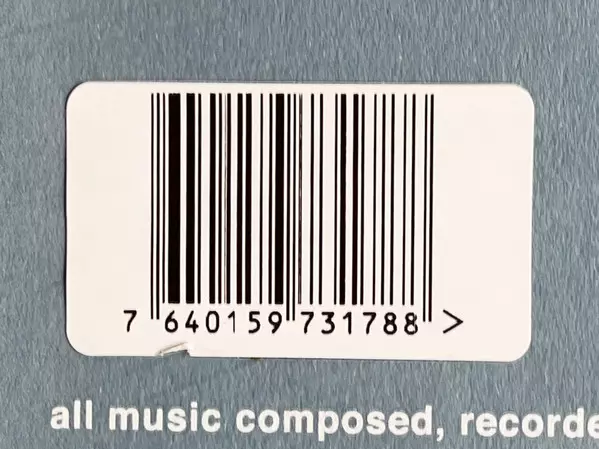 7 640159 731788 >
all music composed, recorde